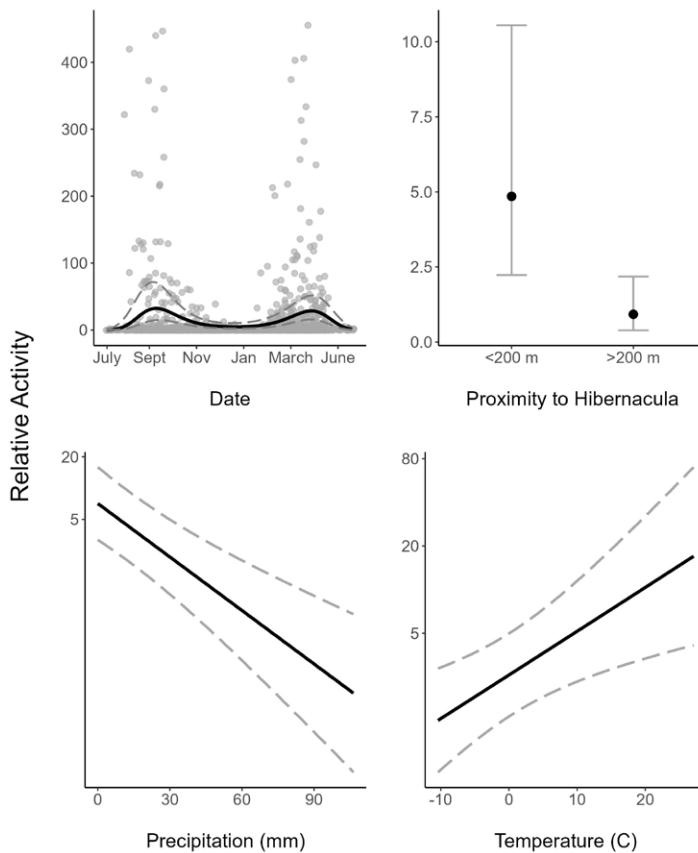 400
300
200
100
0
July Sept Nov Jan March June
Date
10.0
7.5
5.0
2.5
0.0
<200 m >200 m
Proximity to Hibernacula
Relative Activity
20
5
0 30 60 90
Precipitation (mm)
80
20
5
-10 0 10 20
Temperature (C)